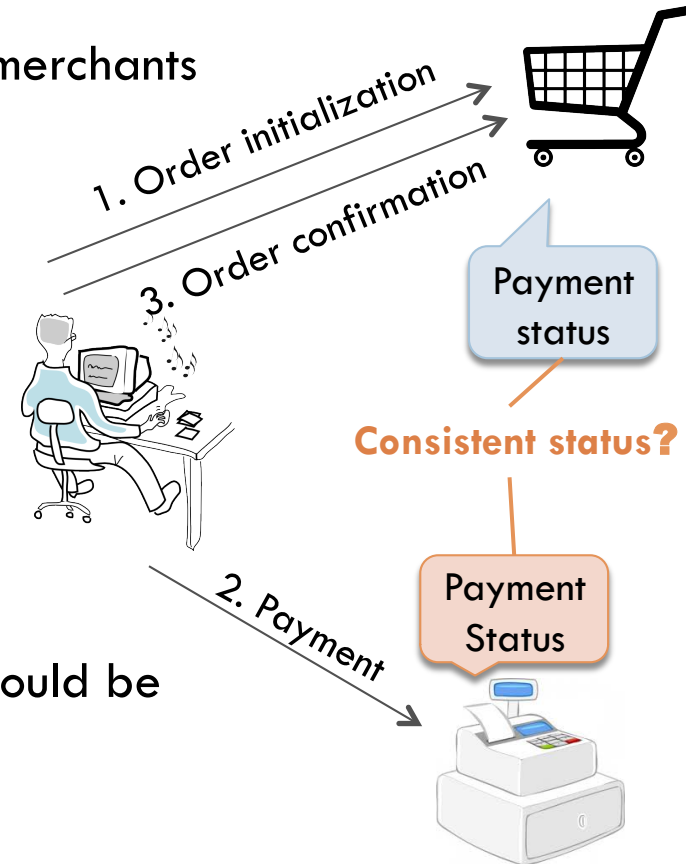 merchants
1. Order initialization
3. Order confirmation
Payment
status
Consistent status?
Payment
Status
2. Payment
ould be